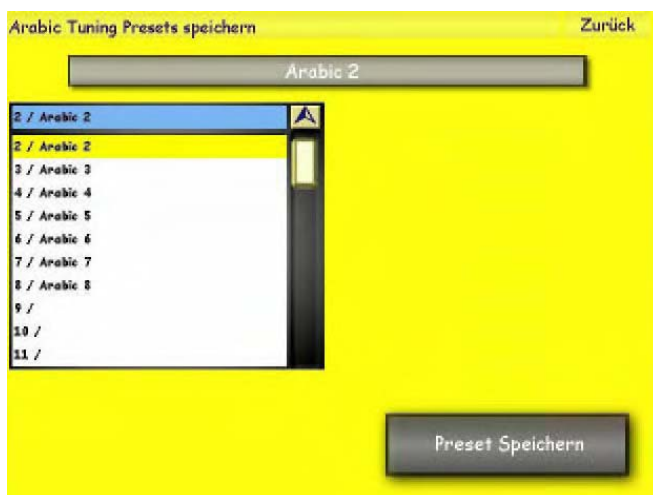 Arabic Tuning Presets speichern
Zurück
Arabic 2
2 / Arabic 2
2 / Arabic 2
3 / Arabic 3
4 / Arabic 4
5 / Arabic 5
6 / Arabic 6
7 / Arabic 7
8 / Arabic 8
9 /
10 /
11 /
Preset Speichern